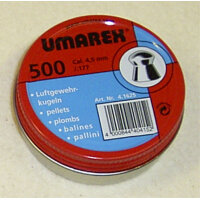 UMAREX
500
Cal. 4,5 mm
/.177
• Luftgewehr-
kugeln
• pellets
• plombs
• balines
• pallini
Art. Nr. 4.1625